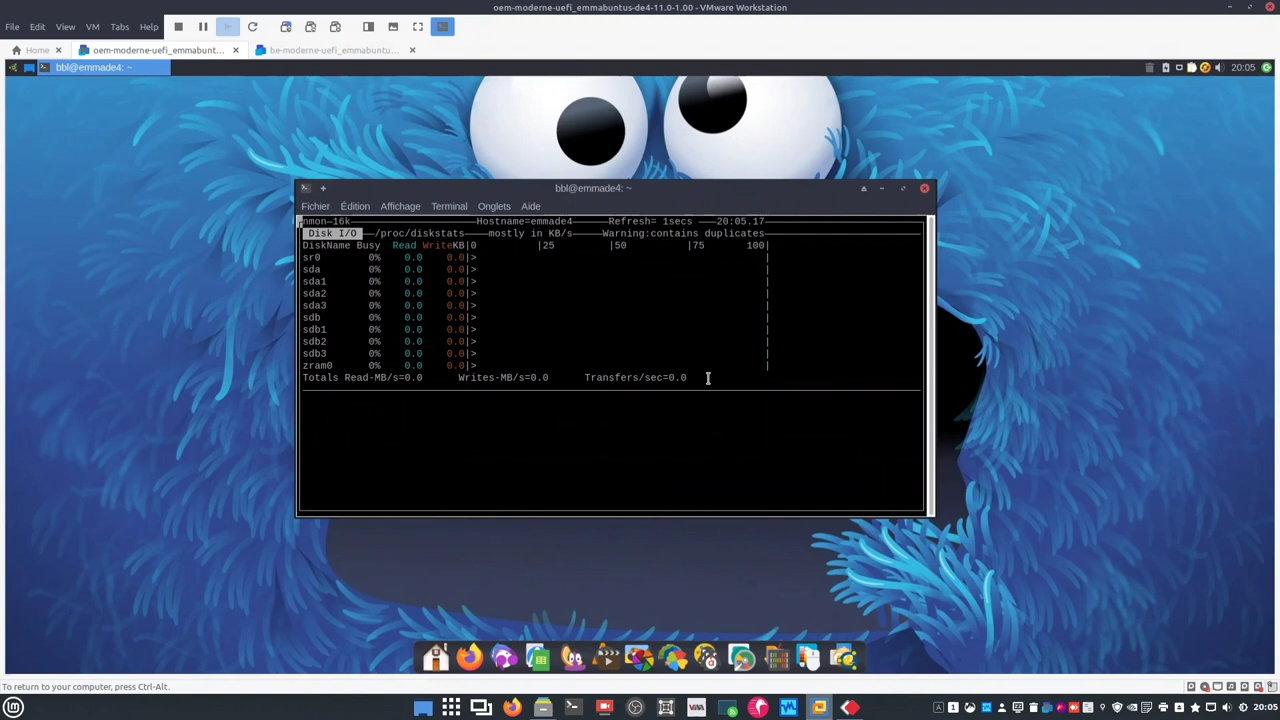 oem-moderne-uefi_emmabuntus-de4-11.0-1.00 - VMware Workstation
File Edit View VM Tabs Help
Home oem-moderne-uefi_emmabunt... be-moderne-uefi_emmabuntu...
bbl@emmade4: ~ 20:05
bbl@emmade4: ~
Fichier Édition Affichage Terminal Onglets Aide
nmon—16k Hostname=emmade4 Refresh= 1secs 20:05.17
Disk I/O /proc/diskstats mostly in KB/s Warning:contains duplicates
DiskName Busy Read WriteKB|0 |25 |50 |75 100|
sr0 0% 0.0 0.0|> |
sda 0% 0.0 0.0|> |
sda1 0% 0.0 0.0|> |
sda2 0% 0.0 0.0|> |
sda3 0% 0.0 0.0|> |
sdb 0% 0.0 0.0|> |
sdb1 0% 0.0 0.0|> |
sdb2 0% 0.0 0.0|> |
sdb3 0% 0.0 0.0|> |
zram0 0% 0.0 0.0|> |
Totals Read-MB/s=0.0 Writes-MB/s=0.0 Transfers/sec=0.0
To return to your computer, press Ctrl-Alt.
20:05